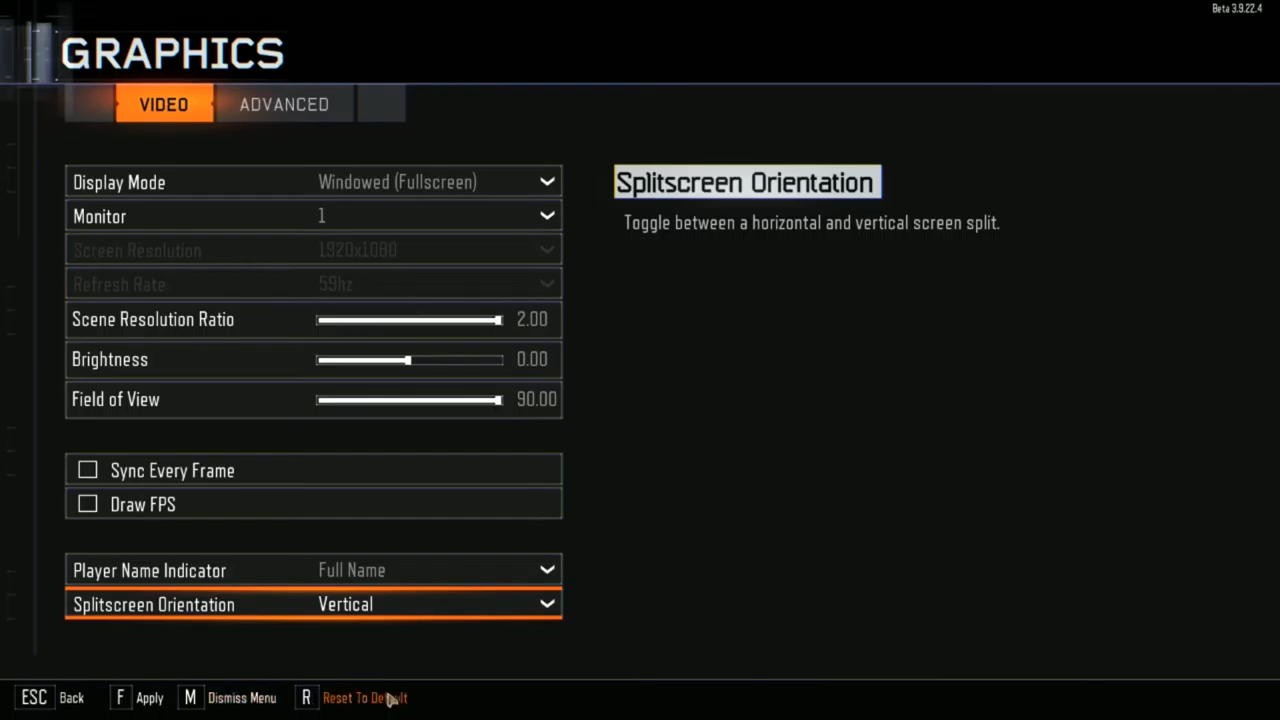 Beta 3.9.22.4
GRAPHICS
VIDEO ADVANCED
Display Mode Windowed (Fullscreen)
Monitor 1
Screen Resolution 1920x1080
Refresh Rate 59hz
Scene Resolution Ratio 2.00
Brightness 0.00
Field of View 90.00
Sync Every Frame
Draw FPS
Player Name Indicator Full Name
Splitscreen Orientation Vertical
Splitscreen Orientation
Toggle between a horizontal and vertical screen split.
ESC Back F Apply M Dismiss Menu R Reset To Default